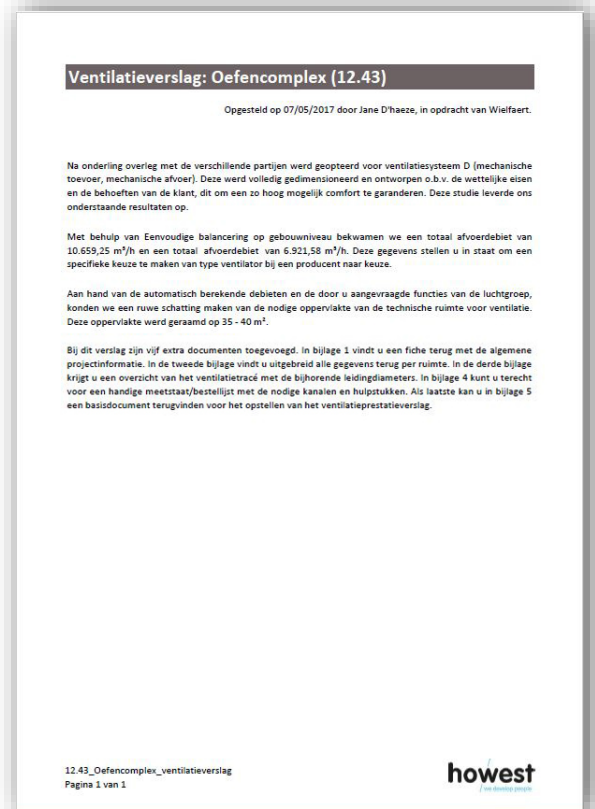 Ventilatieverslag: Oefencomplex (12.43)
Opgesteld op 07/05/2017 door Jane D'haeze, in opdracht van Wielfaert.
Na onderling overleg met de verschillende partijen werd geopteerd voor ventilatiesysteem D (mechanische
toevoer, mechanische afvoer). Deze werd volledig gedimensioneerd en ontworpen o.b.v. de wettelijke eisen
en de behoeften van de klant, dit om een zo hoog mogelijk comfort te garanderen. Deze studie leverde ons
onderstaande resultaten op.
Met behulp van Eenvoudige balancering op gebouwniveau bekwamen we een totaal afvoerdebiet van
10.659,25 m³/h en een totaal afvoerdebiet van 6.921,58 m³/h. Deze gegevens stellen u in staat om een
specifieke keuze te maken van type ventilator bij een producent naar keuze.
Aan hand van de automatisch berekende debieten en de door u aangevraagde functies van de luchtgroep,
konden we een ruwe schatting maken van de nodige oppervlakte van de technische ruimte voor ventilatie.
Deze oppervlakte werd geraamd op 35 - 40 m².
Bij dit verslag zijn vijf extra documenten toegevoegd. In bijlage 1 vindt u een fiche terug met de algemene
projectinformatie. In de tweede bijlage vindt u uitgebreid alle gegevens terug per ruimte. In de derde bijlage
krijgt u een overzicht van het ventilatietracé met de bijhorende leidingdiameters. In bijlage 4 kunt u terecht
voor een handige meetstaat/bestellijst met de nodige kanalen en hulpstukken. Als laatste kan u in bijlage 5
een basisdocument terugvinden voor het opstellen van het ventilatieprestatieverslag.
12.43_Oefencomplex_ventilatieverslag
Pagina 1 van 1
howest
we develop people